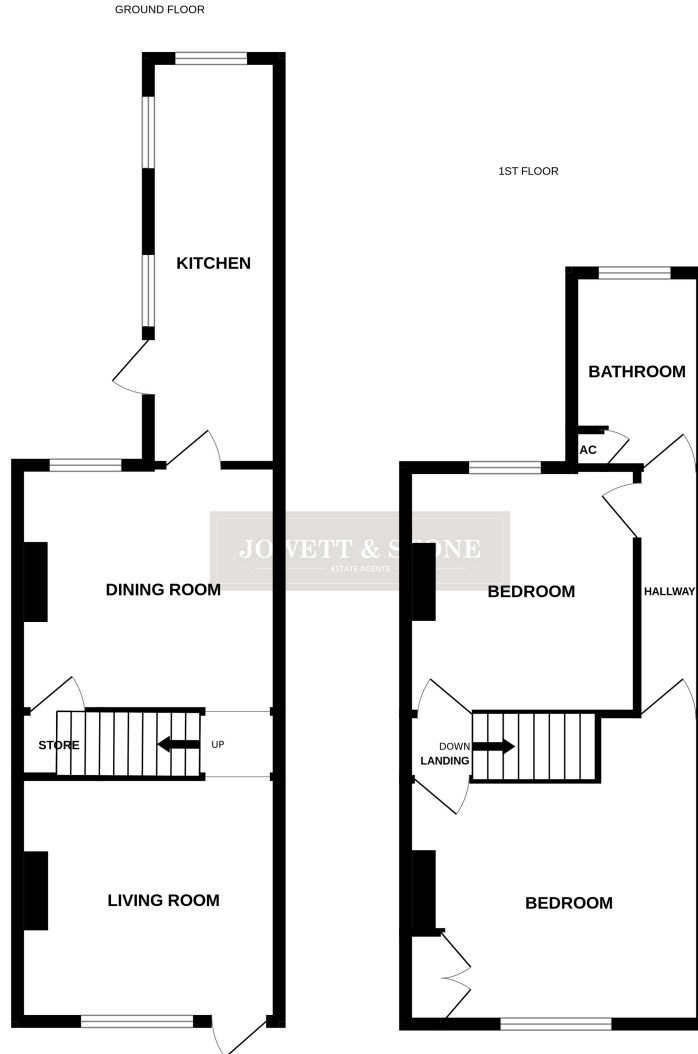 GROUND FLOOR
KITCHEN
DINING ROOM
STORE
UP
LIVING ROOM
1ST FLOOR
BATHROOM
AC
BEDROOM
HALLWAY
DOWN
LANDING
BEDROOM
JOWETT & STONE
ESTATE AGENTS